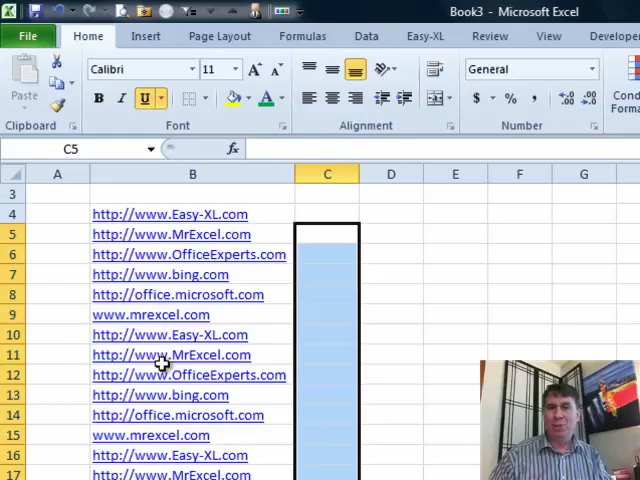 Book3 - Microsoft Excel
File Home Insert Page Layout Formulas Data Easy-XL Review View Developer
Paste
Calibri 11
B I U
A A
General
$ % ,
Cond
Forma
Clipboard Font Alignment Number
C5 fx
A B C D E F G
3
4 http://www.Easy-XL.com
5 http://www.MrExcel.com
6 http://www.OfficeExperts.com
7 http://www.bing.com
8 http://office.microsoft.com
9 www.mrexcel.com
10 http://www.Easy-XL.com
11 http://www.MrExcel.com
12 http://www.OfficeExperts.com
13 http://www.bing.com
14 http://office.microsoft.com
15 www.mrexcel.com
16 http://www.Easy-XL.com
17 http://www.MrExcel.com